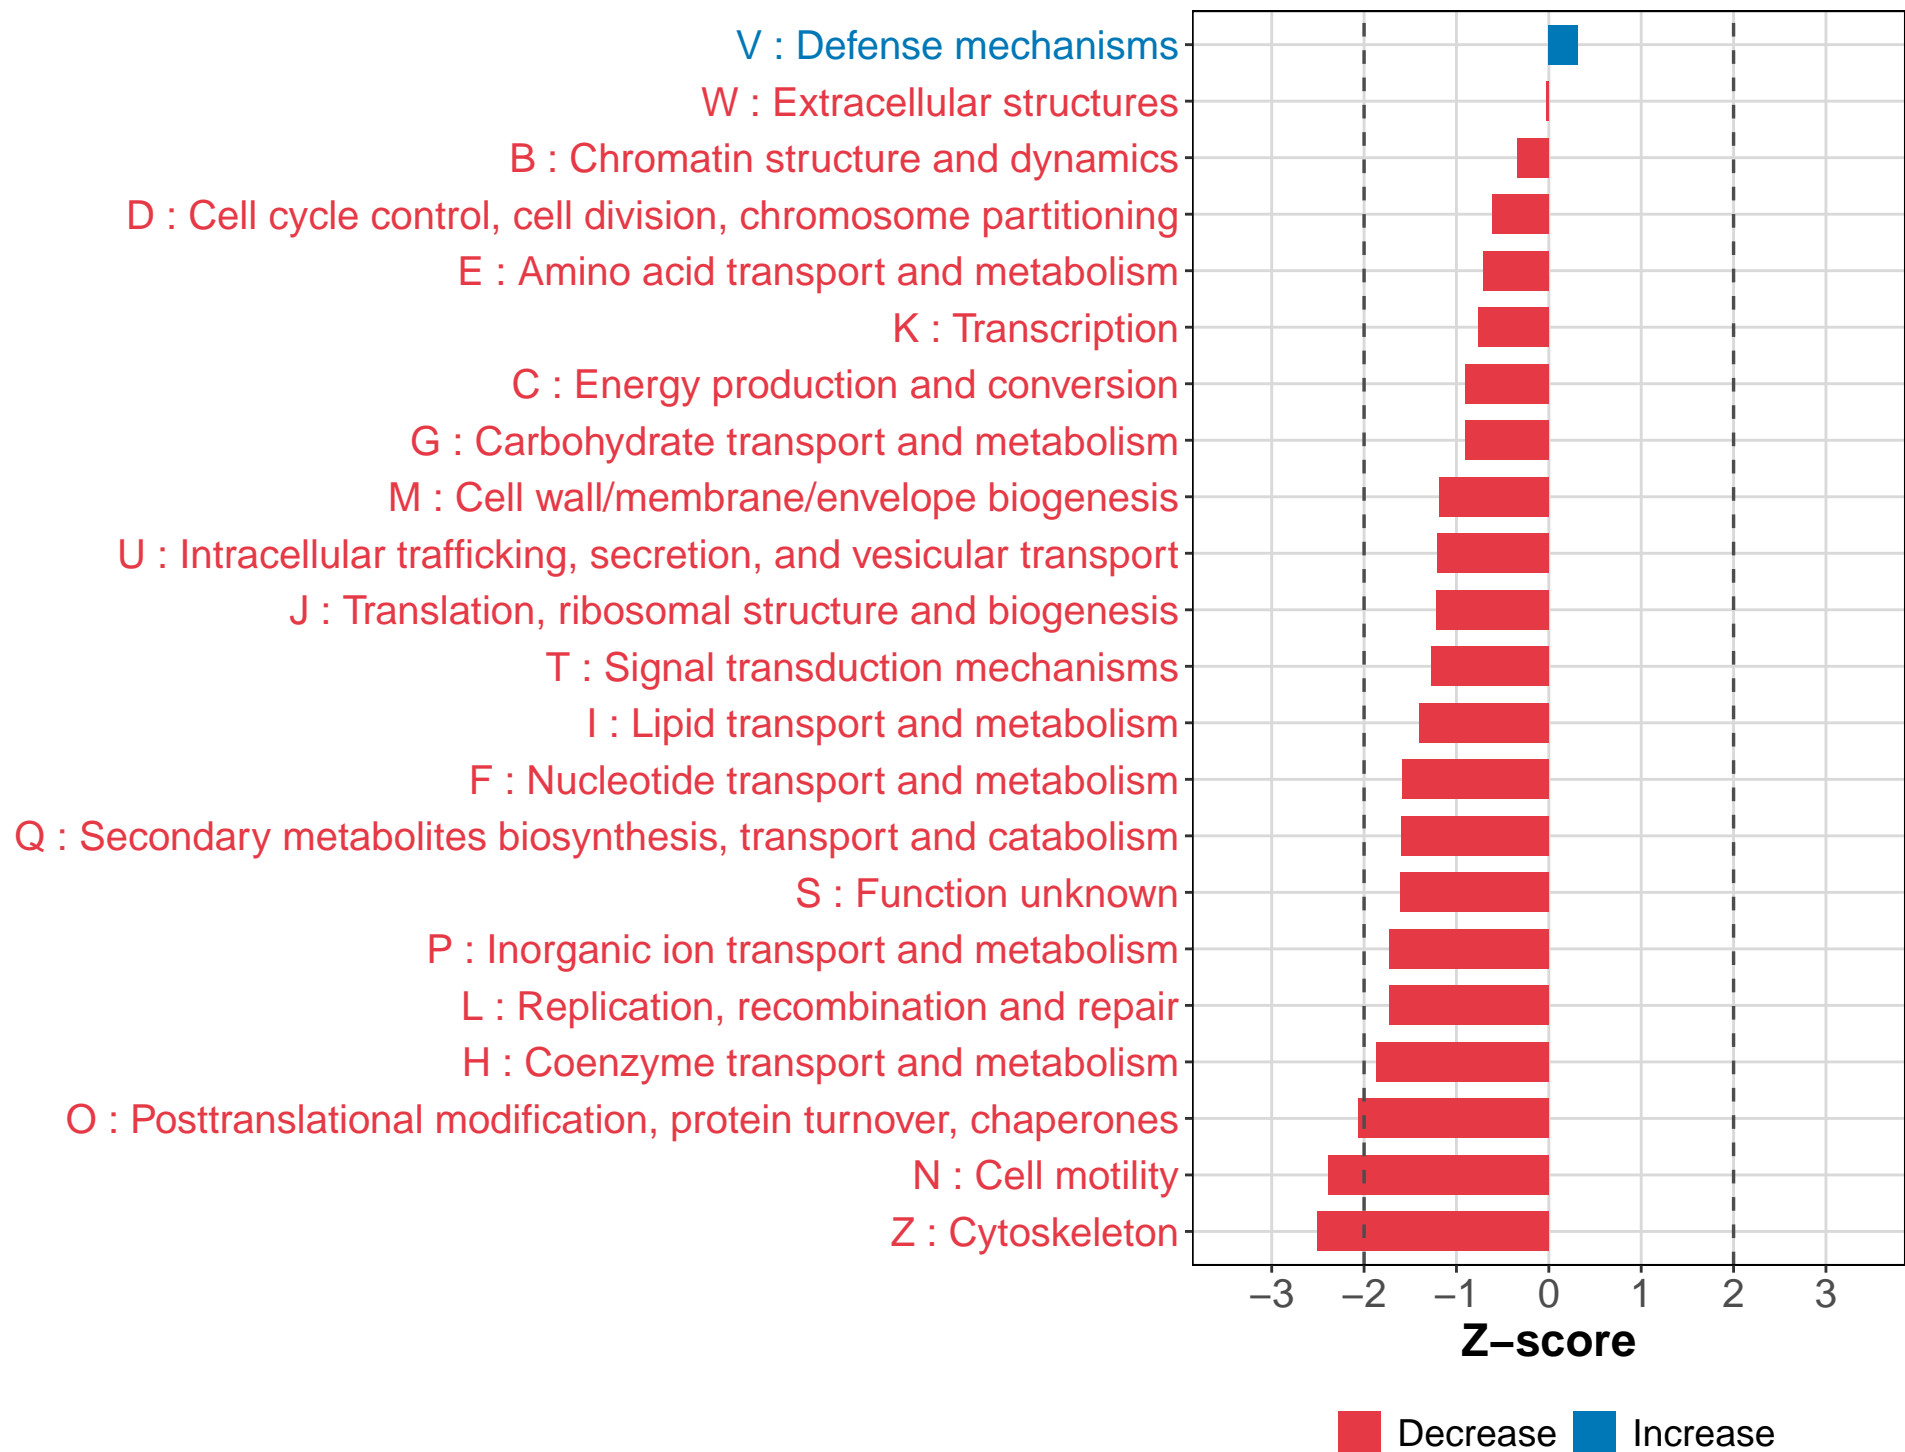 V : Defense mechanisms
W : Extracellular structures
B : Chromatin structure and dynamics
D : Cell cycle control, cell division, chromosome partitioning
E : Amino acid transport and metabolism
K : Transcription
C : Energy production and conversion
G : Carbohydrate transport and metabolism
M : Cell wall/membrane/envelope biogenesis
U : Intracellular trafficking, secretion, and vesicular transport
J : Translation, ribosomal structure and biogenesis
T : Signal transduction mechanisms
I : Lipid transport and metabolism
F : Nucleotide transport and metabolism
Q : Secondary metabolites biosynthesis, transport and catabolism
S : Function unknown
P : Inorganic ion transport and metabolism
L : Replication, recombination and repair
H : Coenzyme transport and metabolism
O : Posttranslational modification, protein turnover, chaperones
N : Cell motility
Z : Cytoskeleton
−3 −2 −1 0 1 2 3
Z−score
Decrease Increase